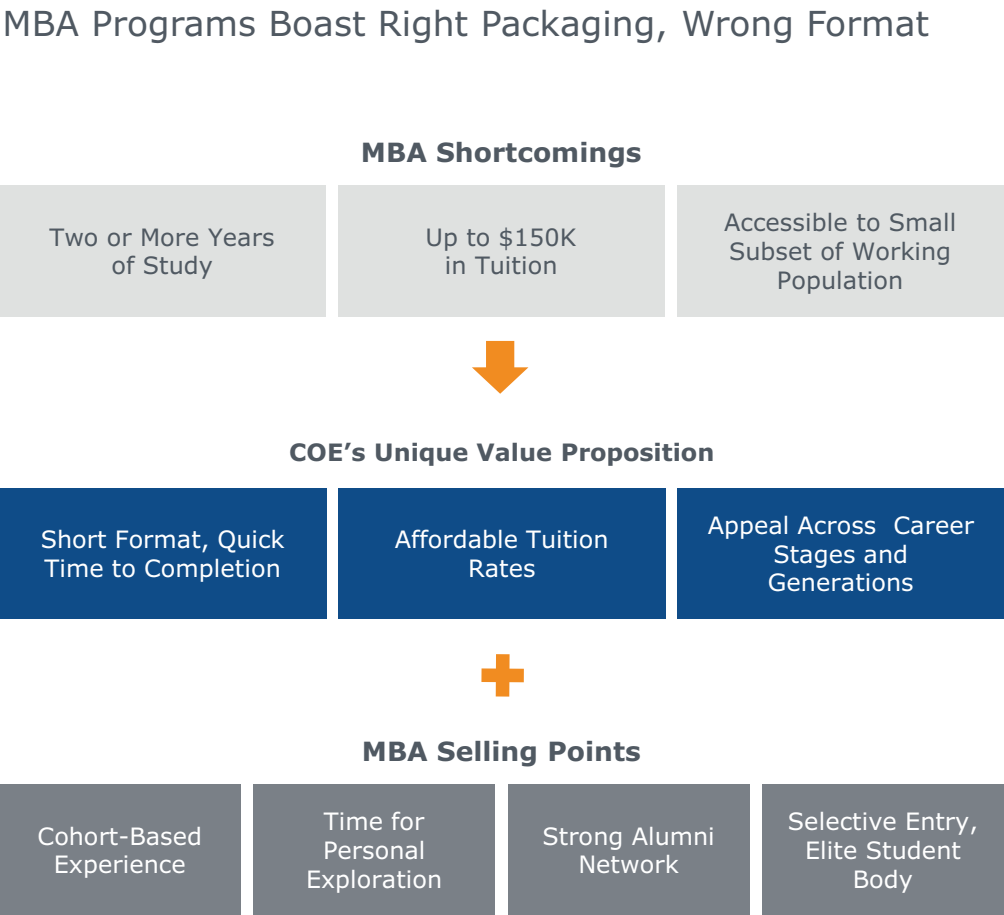 MBA Programs Boast Right Packaging, Wrong Format
MBA Shortcomings
Two or More Years
of Study
Up to $150K
in Tuition
Accessible to Small
Subset of Working
Population
COE’s Unique Value Proposition
Short Format, Quick
Time to Completion
Affordable Tuition
Rates
Appeal Across  Career
Stages and
Generations
MBA Selling Points
Cohort-Based
Experience
Time for
Personal
Exploration
Strong Alumni
Network
Selective Entry,
Elite Student
Body